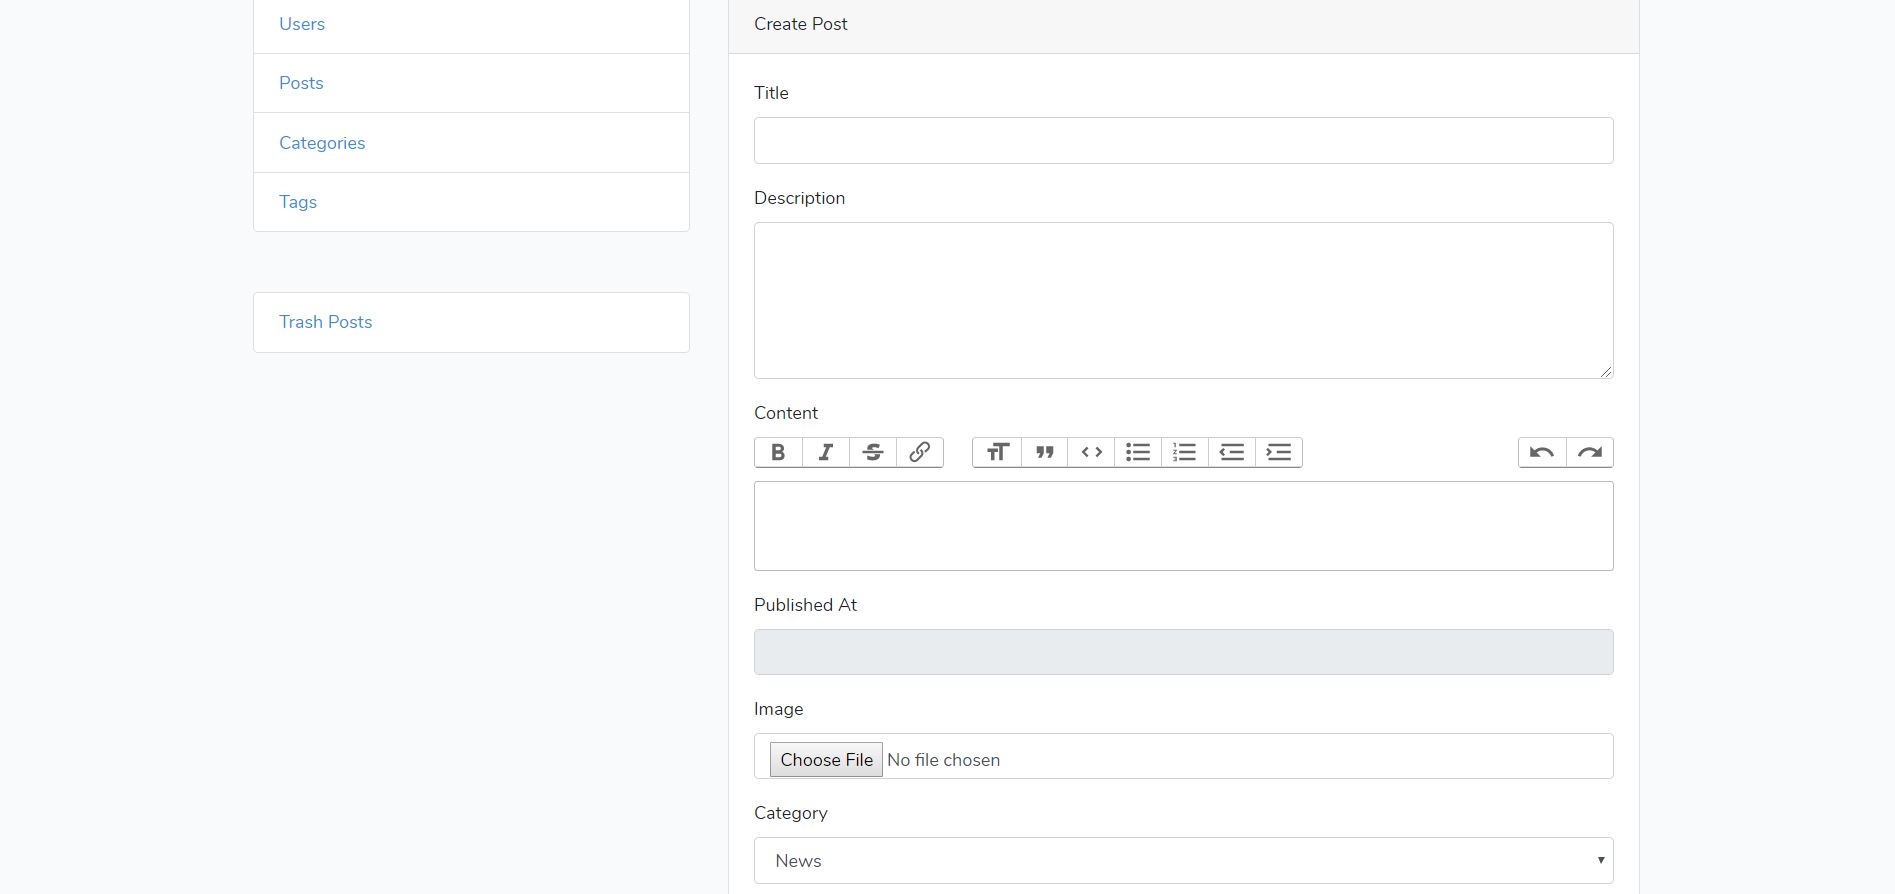 Users
Posts
Categories
Tags
Trash Posts
Create Post
Title
Description
Content
Published At
Image
Choose File No file chosen
Category
News